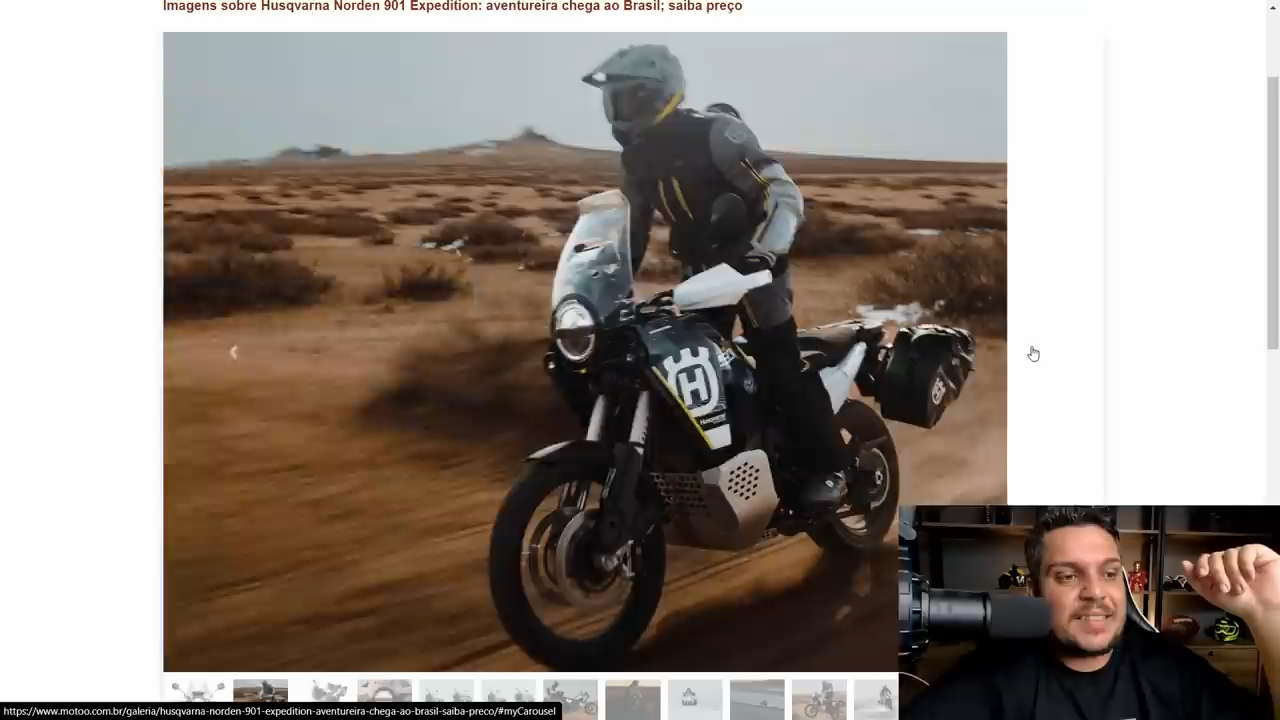 Imagens sobre Husqvarna Norden 901 Expedition: aventureira chega ao Brasil; saiba preço
H
Husqvarna
https://www.motoo.com.br/galeria/husqvarna-norden-901-expedition-aventureira-chega-ao-brasil-saiba-preco/#myCarousel